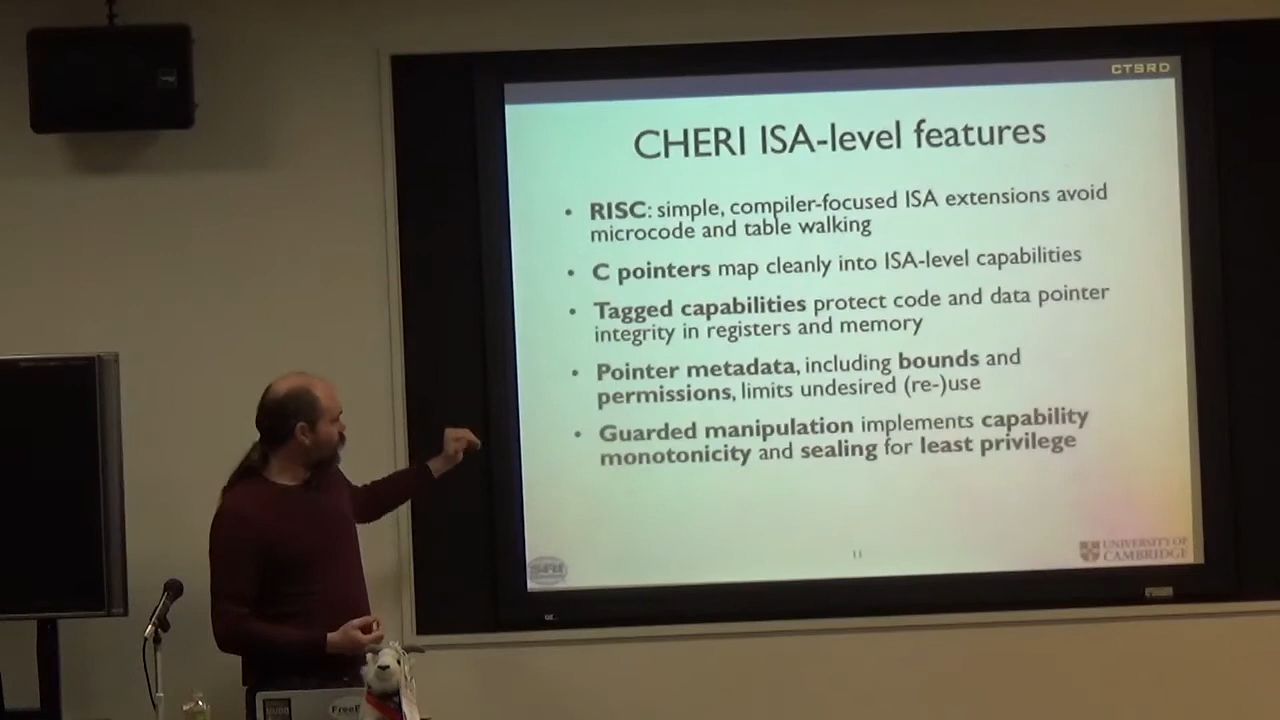 CTSRD
CHERI ISA-level features
• RISC: simple, compiler-focused ISA extensions avoid
microcode and table walking
• C pointers map cleanly into ISA-level capabilities
• Tagged capabilities protect code and data pointer
integrity in registers and memory
• Pointer metadata, including bounds and
permissions, limits undesired (re-)use
• Guarded manipulation implements capability
monotonicity and sealing for least privilege
11
SRI
UNIVERSITY OF
CAMBRIDGE